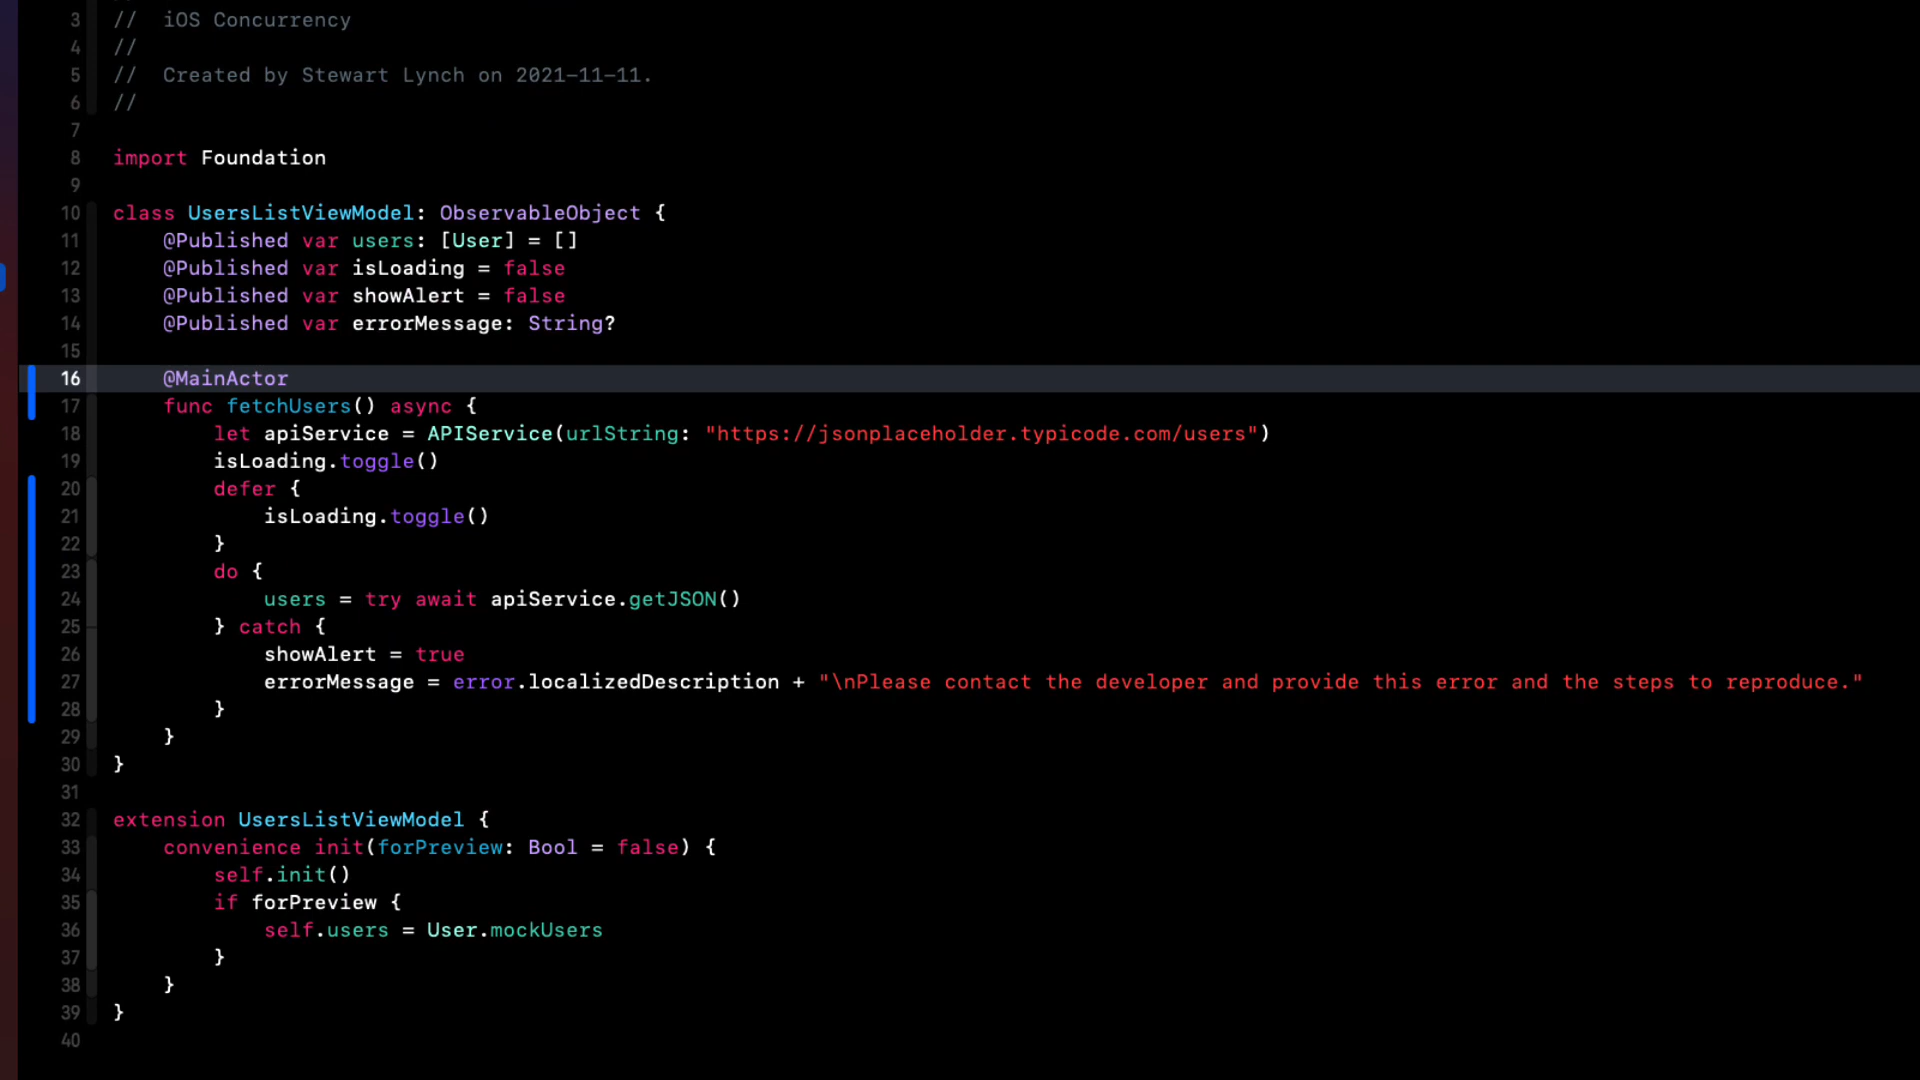 3 //  iOS Concurrency
4 //
5 //  Created by Stewart Lynch on 2021-11-11.
6 //
7
8 import Foundation
9
10 class UsersListViewModel: ObservableObject {
11     @Published var users: [User] = []
12     @Published var isLoading = false
13     @Published var showAlert = false
14     @Published var errorMessage: String?
15
16     @MainActor
17     func fetchUsers() async {
18         let apiService = APIService(urlString: "https://jsonplaceholder.typicode.com/users")
19         isLoading.toggle()
20         defer {
21             isLoading.toggle()
22         }
23         do {
24             users = try await apiService.getJSON()
25         } catch {
26             showAlert = true
27             errorMessage = error.localizedDescription + "\nPlease contact the developer and provide this error and the steps to reproduce."
28         }
29     }
30 }
31
32 extension UsersListViewModel {
33     convenience init(forPreview: Bool = false) {
34         self.init()
35         if forPreview {
36             self.users = User.mockUsers
37         }
38     }
39 }
40